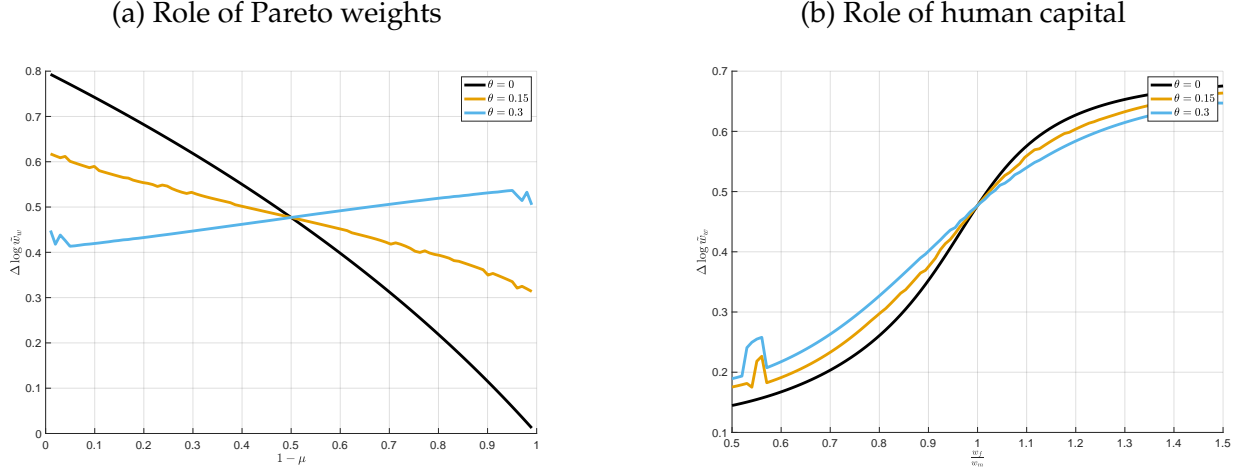 (a) Role of Pareto weights
0.8
0.7
0.6
0.5
0.4
0.3
0.2
0.1
0
θ = 0
θ = 0.15
θ = 0.3
Δ log w̃_w
0 0.1 0.2 0.3 0.4 0.5 0.6 0.7 0.8 0.9 1
1 − μ
(b) Role of human capital
0.7
0.6
0.5
0.4
0.3
0.2
0.1
θ = 0
θ = 0.15
θ = 0.3
Δ log w̃_w
0.5 0.6 0.7 0.8 0.9 1.0 1.1 1.2 1.3 1.4 1.5
w_f
w_m